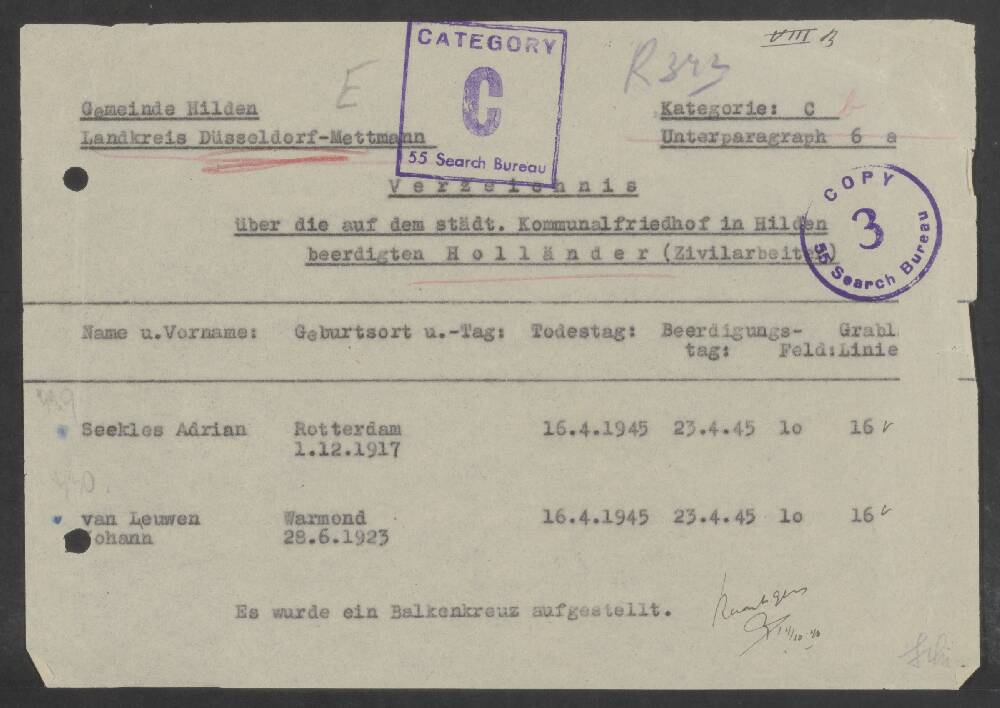 VIII B
CATEGORY
C
55 Search Bureau
E
R 343
Gemeinde Hilden
Landkreis Düsseldorf-Mettmann
Kategorie: C
Unterparagraph 6 a
Verzeichnis
über die auf dem städt. Kommunalfriedhof in Hilden
beerdigten Holländer (Zivilarbeiter)
COPY
3
55 Search Bureau
Name u.Vorname: Geburtsort u.-Tag: Todestag: Beerdigungs- Grabl
tag: Feld:Linie
Seekles Adrian Rotterdam 16.4.1945 23.4.45 lo 16
1.12.1917
van Leuwen Warmond 16.4.1945 23.4.45 lo 16
Johann 28.6.1923
Es wurde ein Balkenkreuz aufgestellt.